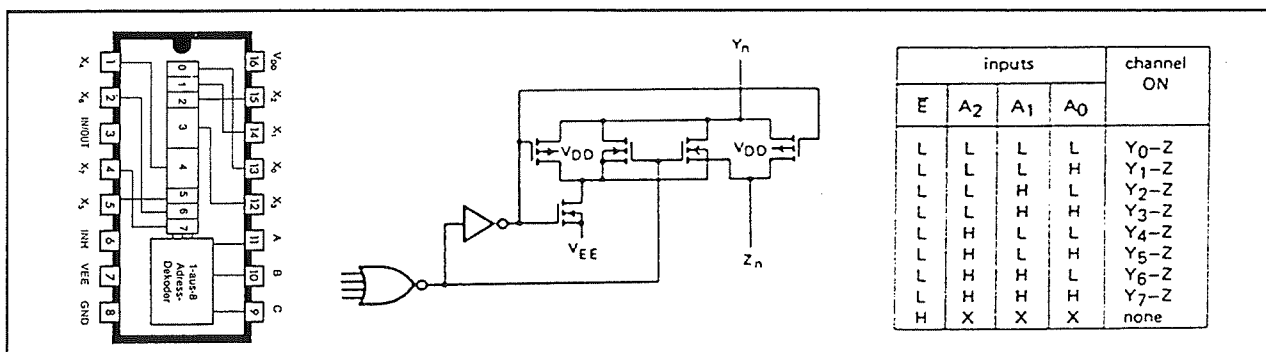 X4 1
X6 2
IN/OUT 3
X7 4
X5 5
INH 6
VEE 7
GND 8
0
1
2
3
4
5
6
7
1-aus-8
Adress-
Dekodor
16 VDD
15 X2
14 X1
13 X0
12 X3
11 A
10 B
9 C
Yn
VDD
VDD
VEE
Zn
inputs channel ON
E̅ A2 A1 A0
L L L L Y0–Z
L L L H Y1–Z
L L H L Y2–Z
L L H H Y3–Z
L H L L Y4–Z
L H L H Y5–Z
L H H L Y6–Z
L H H H Y7–Z
H X X X none